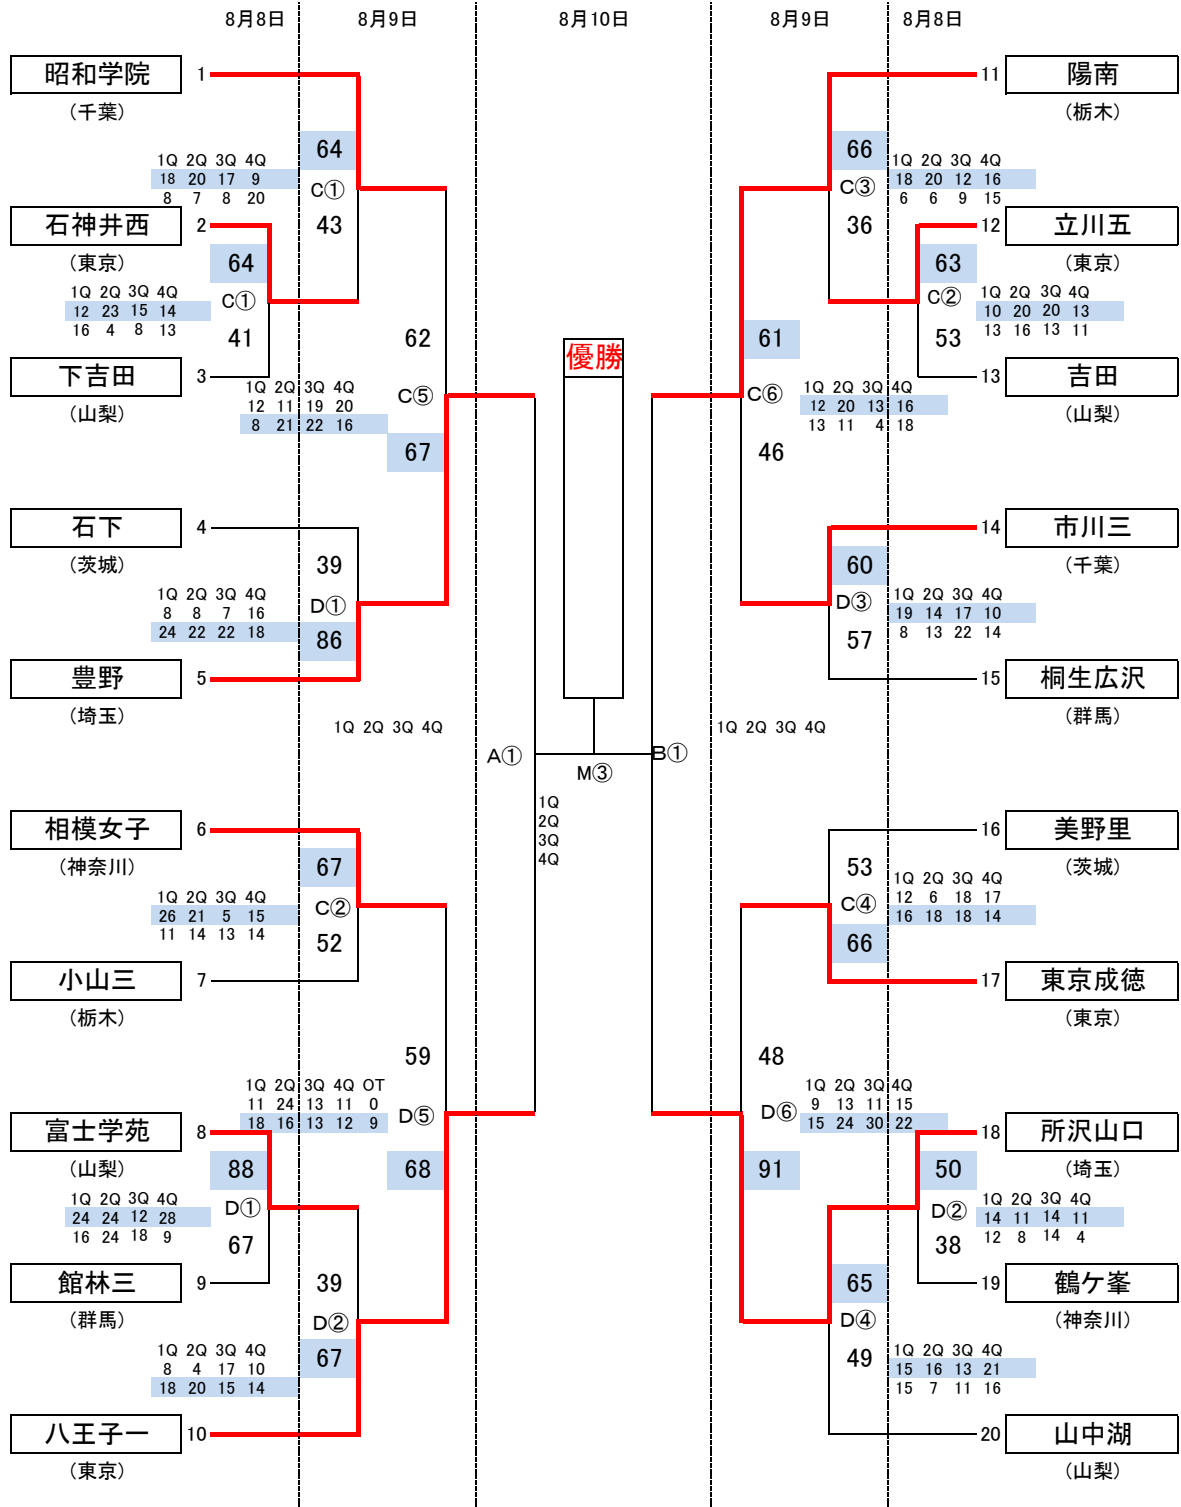 8月8日 8月9日 8月10日 8月9日 8月8日
昭和学院 1
(千葉)
64
1Q 2Q 3Q 4Q
18 20 17 9
8 7 8 20
C①
43
石神井西 2
(東京)
64
1Q 2Q 3Q 4Q
12 23 15 14
16 4 8 13
C①
41
下吉田 3
(山梨)
62
C⑤
1Q 2Q 3Q 4Q
12 11 19 20
8 21 22 16
67
石下 4
(茨城)
39
1Q 2Q 3Q 4Q
8 8 7 16
24 22 22 18
D①
86
豊野 5
(埼玉)
1Q 2Q 3Q 4Q
A①
相模女子 6
(神奈川)
67
1Q 2Q 3Q 4Q
26 21 5 15
11 14 13 14
C②
52
小山三 7
(栃木)
59
1Q 2Q 3Q 4Q OT
11 24 13 11 0
18 16 13 12 9
D⑤
68
富士学苑 8
(山梨)
88
1Q 2Q 3Q 4Q
24 24 12 28
16 24 18 9
D①
67
館林三 9
(群馬)
39
D②
1Q 2Q 3Q 4Q
8 4 17 10
18 20 15 14
67
八王子一 10
(東京)
優勝
M③
1Q
2Q
3Q
4Q
11 陽南
(栃木)
66
1Q 2Q 3Q 4Q
18 20 12 16
6 6 9 15
C③
36
12 立川五
(東京)
63
C②
1Q 2Q 3Q 4Q
10 20 20 13
13 16 13 11
53
13 吉田
(山梨)
61
C⑥
1Q 2Q 3Q 4Q
12 20 13 16
13 11 4 18
46
14 市川三
(千葉)
60
D③
1Q 2Q 3Q 4Q
19 14 17 10
8 13 22 14
57
15 桐生広沢
(群馬)
1Q 2Q 3Q 4Q
B①
16 美野里
(茨城)
53
1Q 2Q 3Q 4Q
12 6 18 17
16 18 18 14
C④
66
17 東京成徳
(東京)
48
1Q 2Q 3Q 4Q
9 13 11 15
15 24 30 22
D⑥
91
18 所沢山口
(埼玉)
50
1Q 2Q 3Q 4Q
14 11 14 11
12 8 14 4
D②
38
19 鶴ケ峯
(神奈川)
65
D④
1Q 2Q 3Q 4Q
15 16 13 21
15 7 11 16
49
20 山中湖
(山梨)